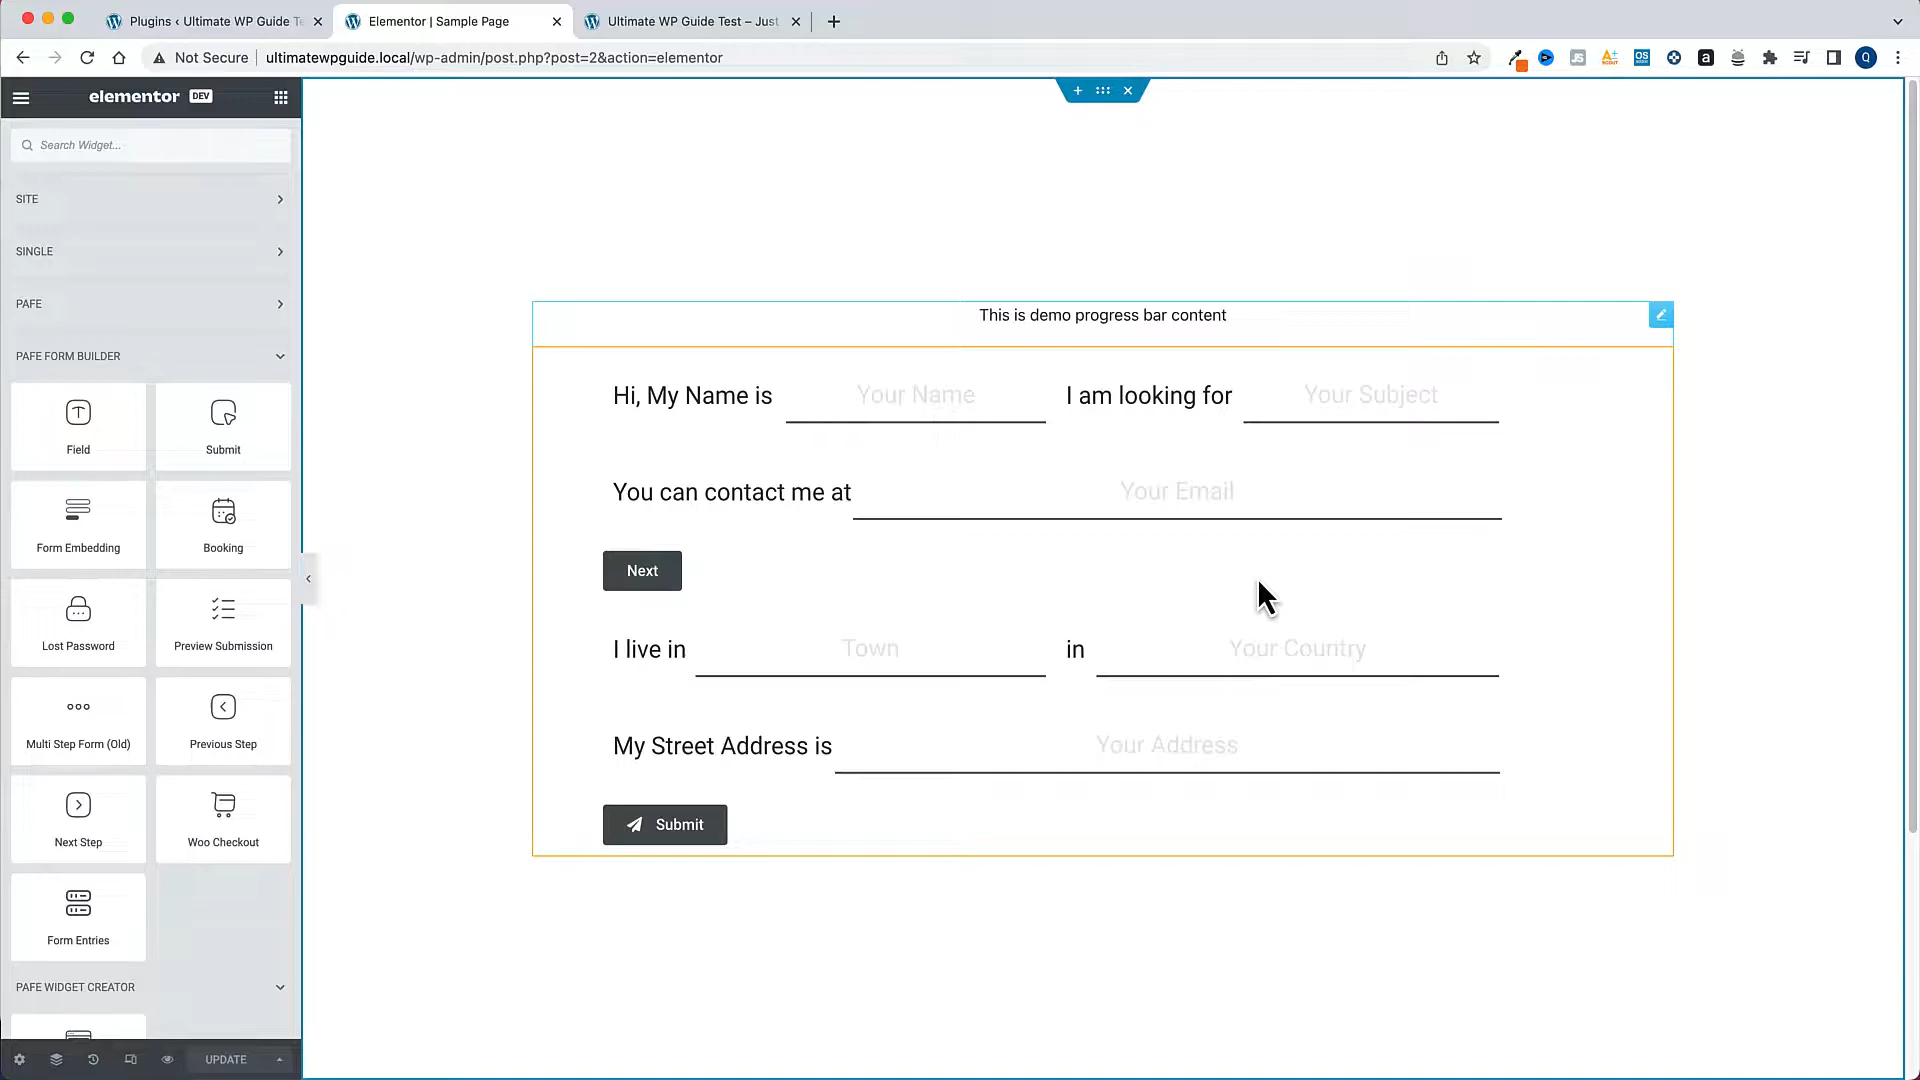 Plugins ‹ Ultimate WP Guide Te
Elementor | Sample Page
Ultimate WP Guide Test – Just
Not Secure
ultimatewpguide.local/wp-admin/post.php?post=2&action=elementor
elementor DEV
Search Widget...
SITE
SINGLE
PAFE
PAFE FORM BUILDER
Field
Submit
Form Embedding
Booking
Lost Password
Preview Submission
Multi Step Form (Old)
Previous Step
Next Step
Woo Checkout
Form Entries
PAFE WIDGET CREATOR
UPDATE
This is demo progress bar content
Hi, My Name is Your Name I am looking for Your Subject
You can contact me at Your Email
Next
I live in Town in Your Country
My Street Address is Your Address
Submit